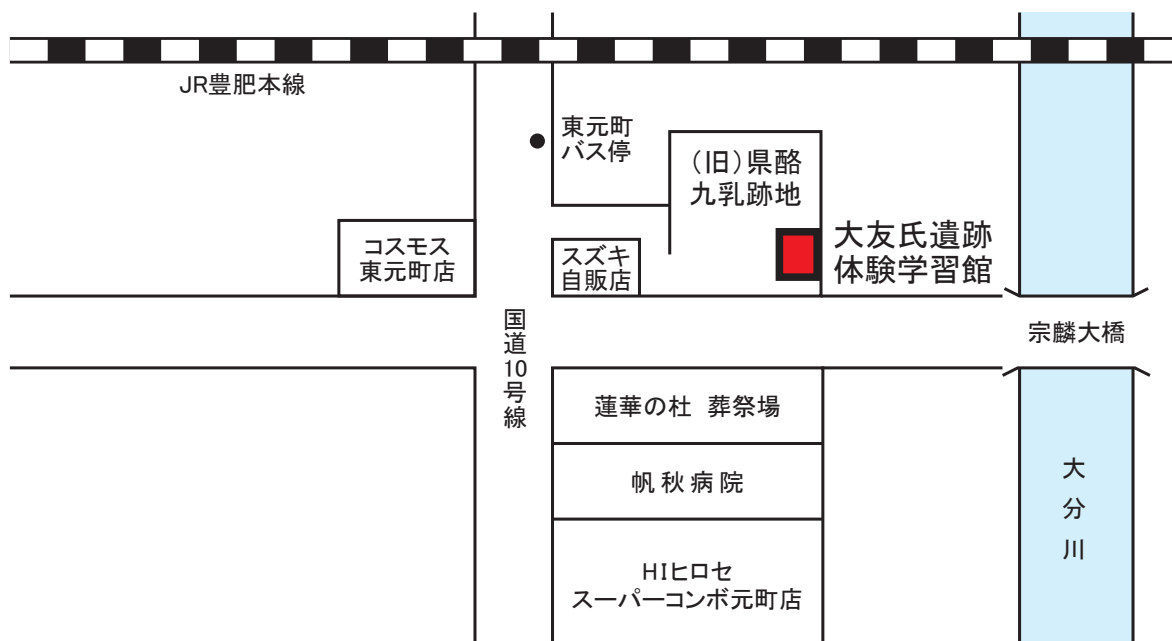 JR豊肥本線
東元町
バス停
(旧)県酪
九乳跡地
大友氏遺跡
体験学習館
コスモス
東元町店
スズキ
自販店
国道10号線
宗麟大橋
蓮華の杜 葬祭場
帆秋病院
大分川
HIヒロセ
スーパーコンボ元町店